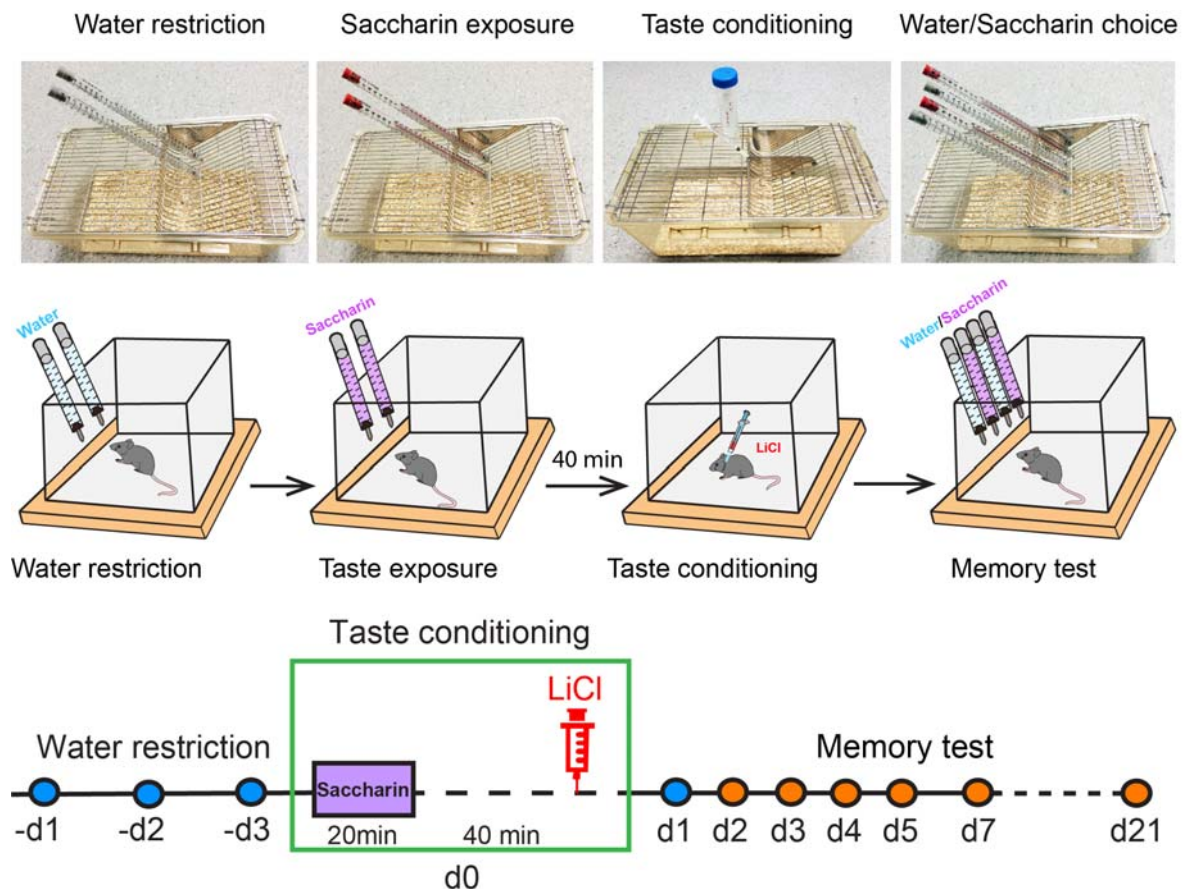 Water restriction
Saccharin exposure
Taste conditioning
Water/Saccharin choice
Water
Saccharin
40 min
LiCl
Water/Saccharin
Water restriction
Taste exposure
Taste conditioning
Memory test
Taste conditioning
LiCl
Water restriction
Memory test
Saccharin
-d1 -d2 -d3 20min 40 min d1 d2 d3 d4 d5 d7 d21
d0